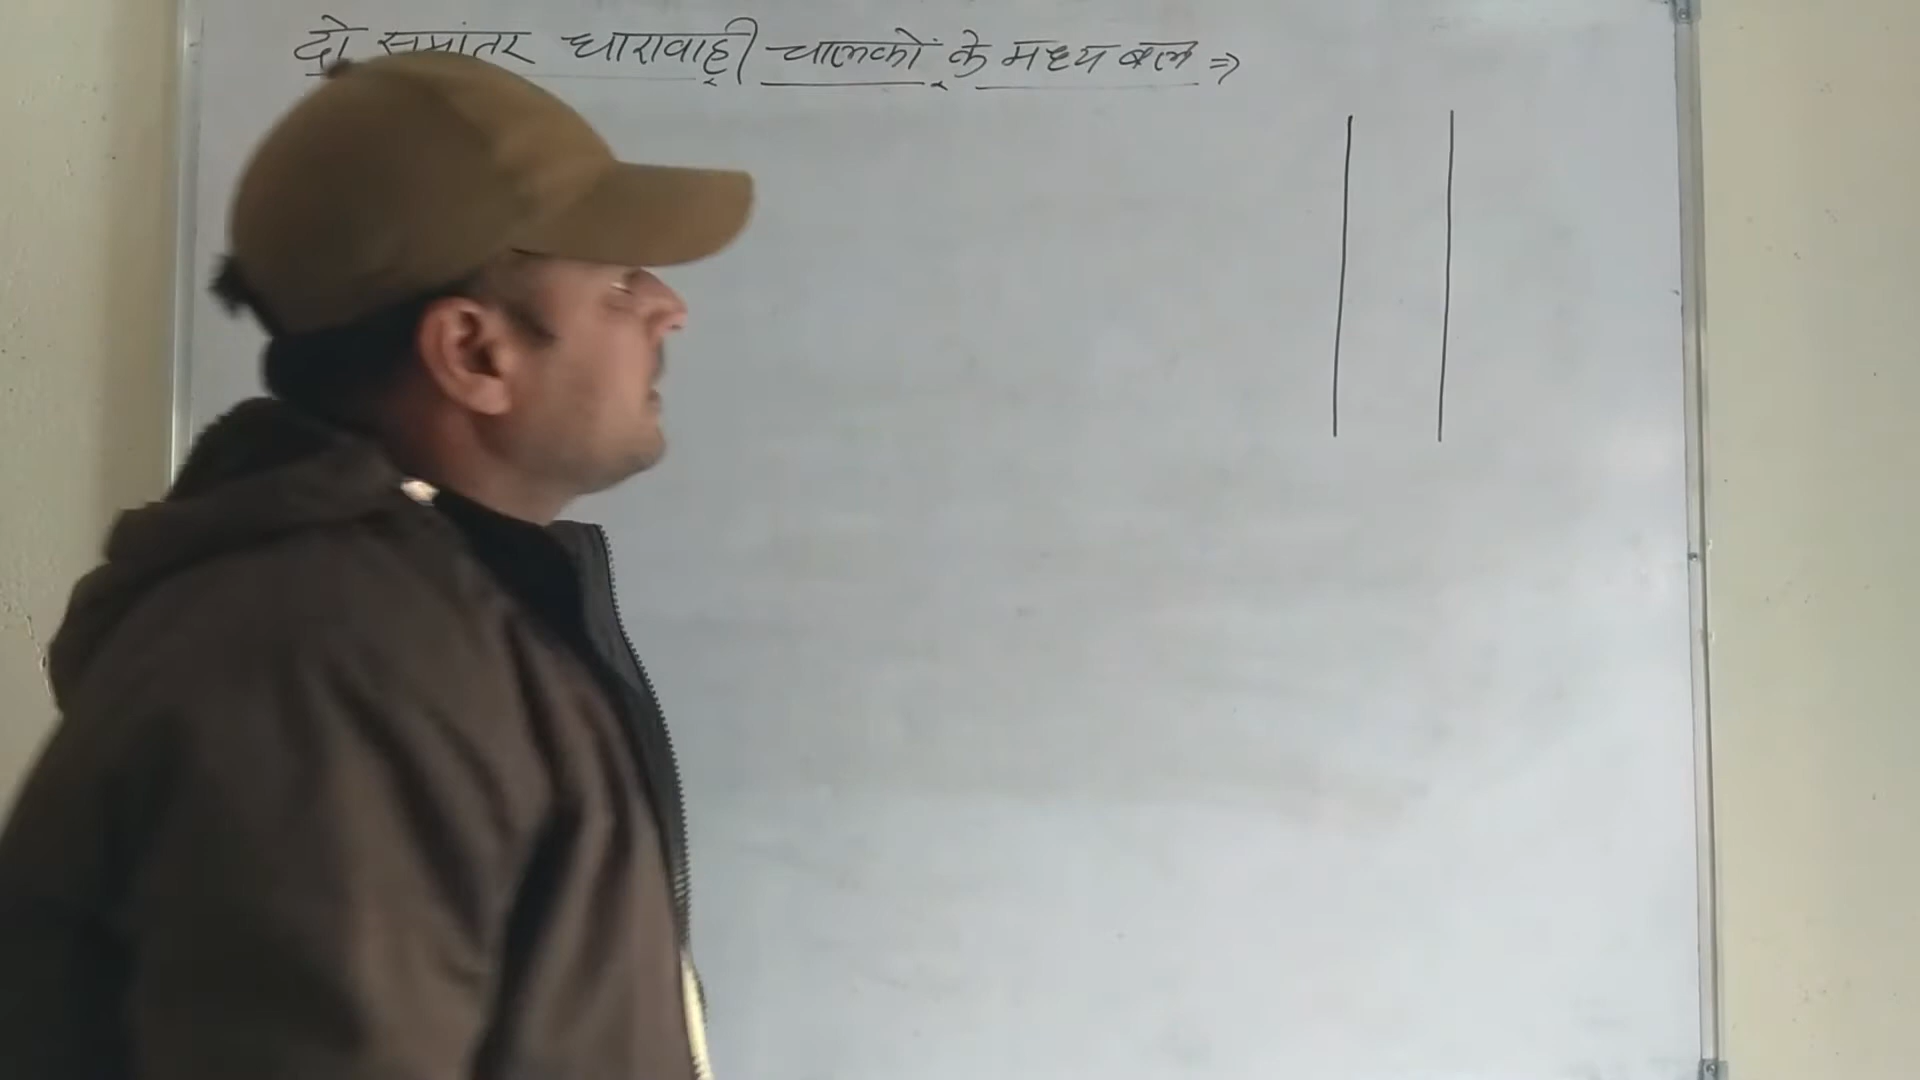 दो समांतर धारावाही चालकों के मध्य बल ⇒